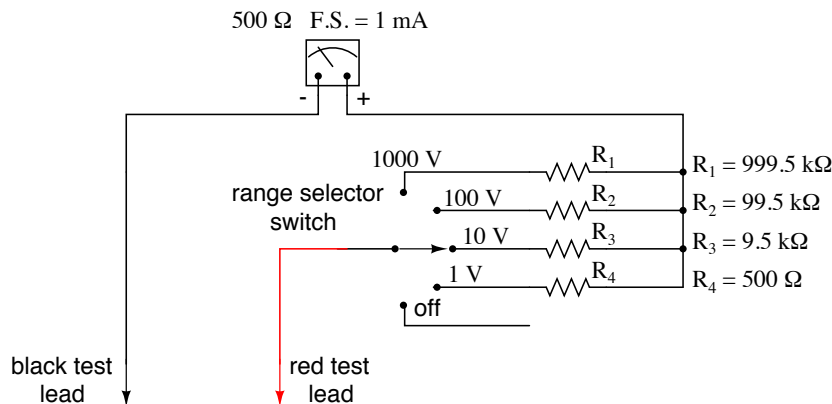 500 Ω F.S. = 1 mA
- +
1000 V R1 R1 = 999.5 kΩ
range selector
switch
100 V R2 R2 = 99.5 kΩ
10 V R3 R3 = 9.5 kΩ
1 V R4 R4 = 500 Ω
off
black test
lead
red test
lead